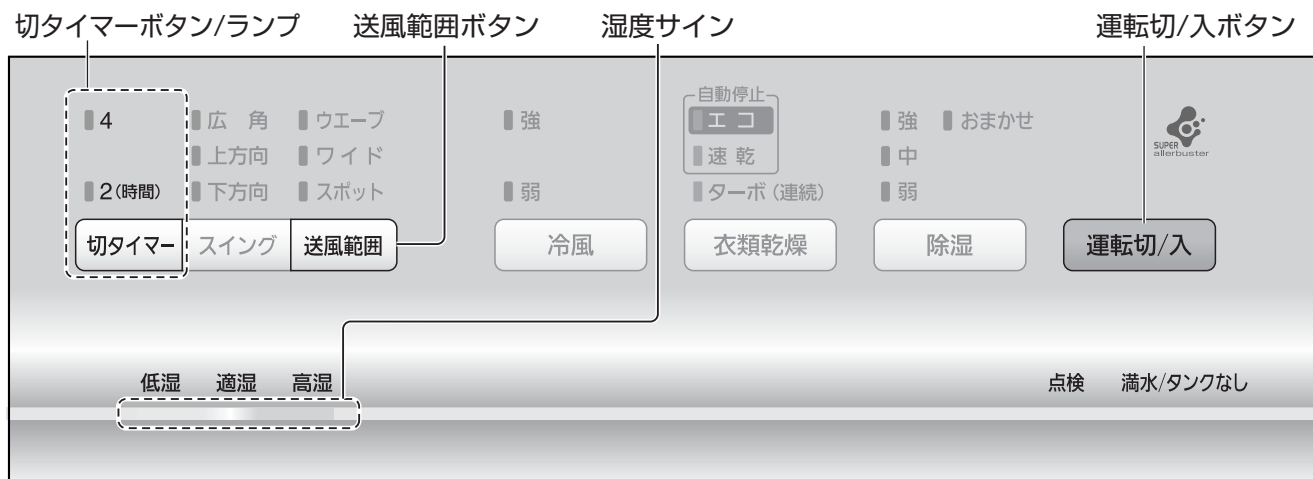 切タイマーボタン/ランプ 送風範囲ボタン 湿度サイン 運転切/入ボタン
自動停止
4 広 角 ウエーブ 強 エコ 強 おまかせ
上方向 ワイド 速乾 中
2(時間) 下方向 スポット 弱 ターボ(連続) 弱
SUPER
allerbuster
切タイマー スイング 送風範囲 冷風 衣類乾燥 除湿 運転切/入
低湿 適湿 高湿 点検 満水/タンクなし